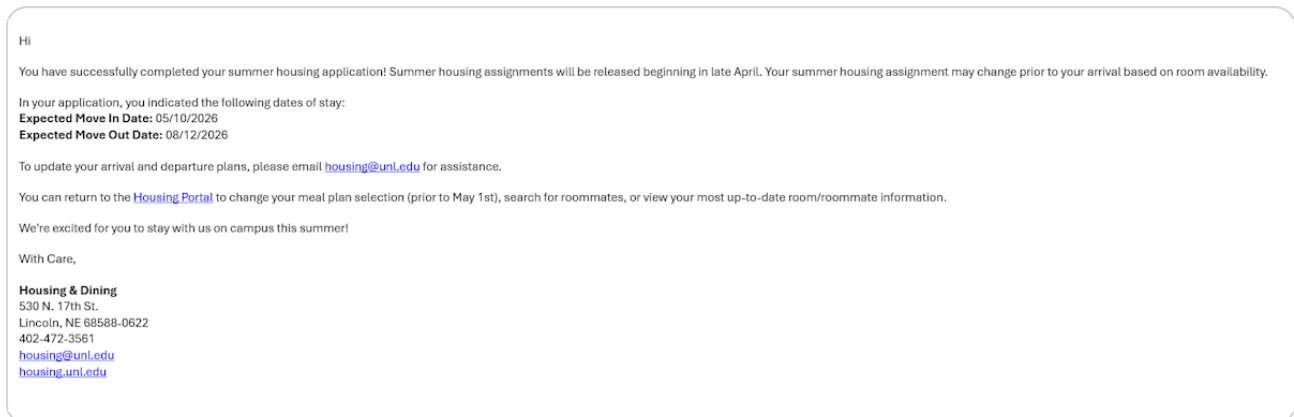 Hi
You have successfully completed your summer housing application! Summer housing assignments will be released beginning in late April. Your summer housing assignment may change prior to your arrival based on room availability.
In your application, you indicated the following dates of stay:
Expected Move In Date: 05/10/2026
Expected Move Out Date: 08/12/2026
To update your arrival and departure plans, please email housing@unl.edu for assistance.
You can return to the Housing Portal to change your meal plan selection (prior to May 1st), search for roommates, or view your most up-to-date room/roommate information.
We're excited for you to stay with us on campus this summer!
With Care,
Housing & Dining
530 N. 17th St.
Lincoln, NE 68588-0622
402-472-3561
housing@unl.edu
housing.unl.edu